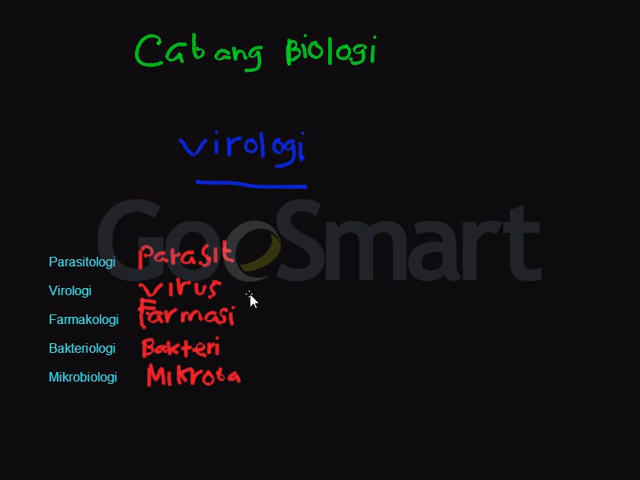 Cabang Biologi
Virologi
GooSmart
Parasitologi Parasit
Virologi Virus
Farmakologi Farmasi
Bakteriologi Bakteri
Mikrobiologi Mikroba